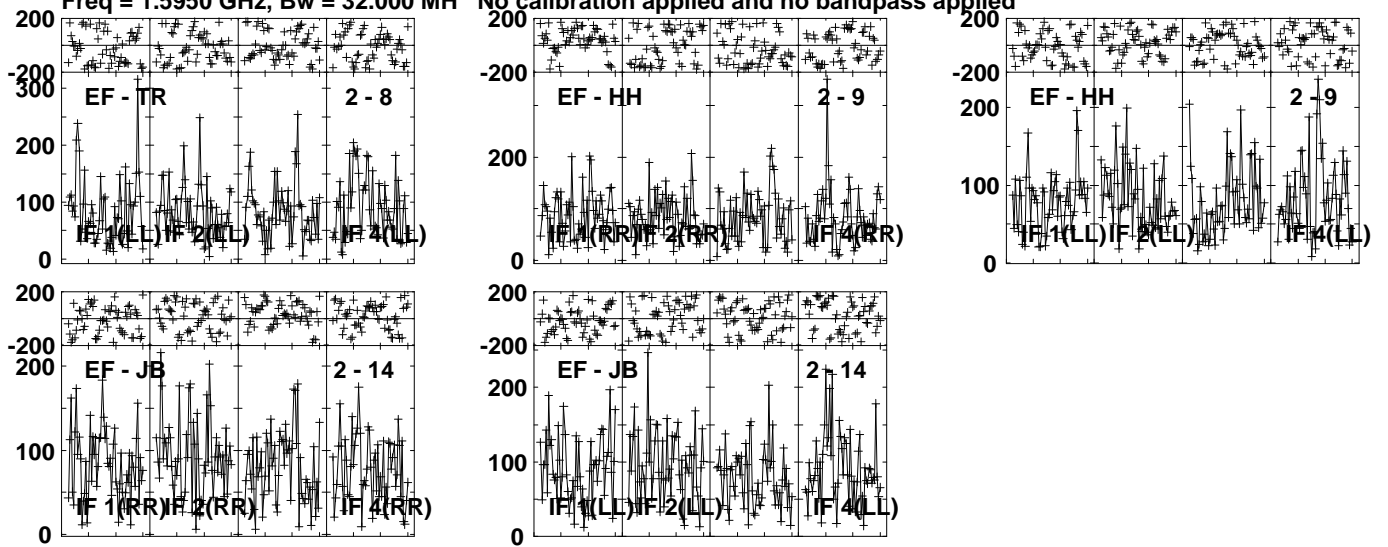 Freq = 1.5950 GHz, Bw = 32.000 MH No calibration applied and no bandpass applied
200
-200
300
200
100
0
EF - TR
2 - 8
IF 1(LL)
IF 2(LL)
IF 4(LL)
200
-200
200
0
EF - HH
2 - 9
IF 1(RR)
IF 2(RR)
IF 4(RR)
200
-200
200
100
0
EF - HH
2 - 9
IF 1(LL)
IF 2(LL)
IF 4(LL)
200
-200
200
100
0
EF - JB
2 - 14
IF 1(RR)
IF 2(RR)
IF 4(RR)
200
-200
200
100
0
EF - JB
2 - 14
IF 1(LL)
IF 2(LL)
IF 4(LL)